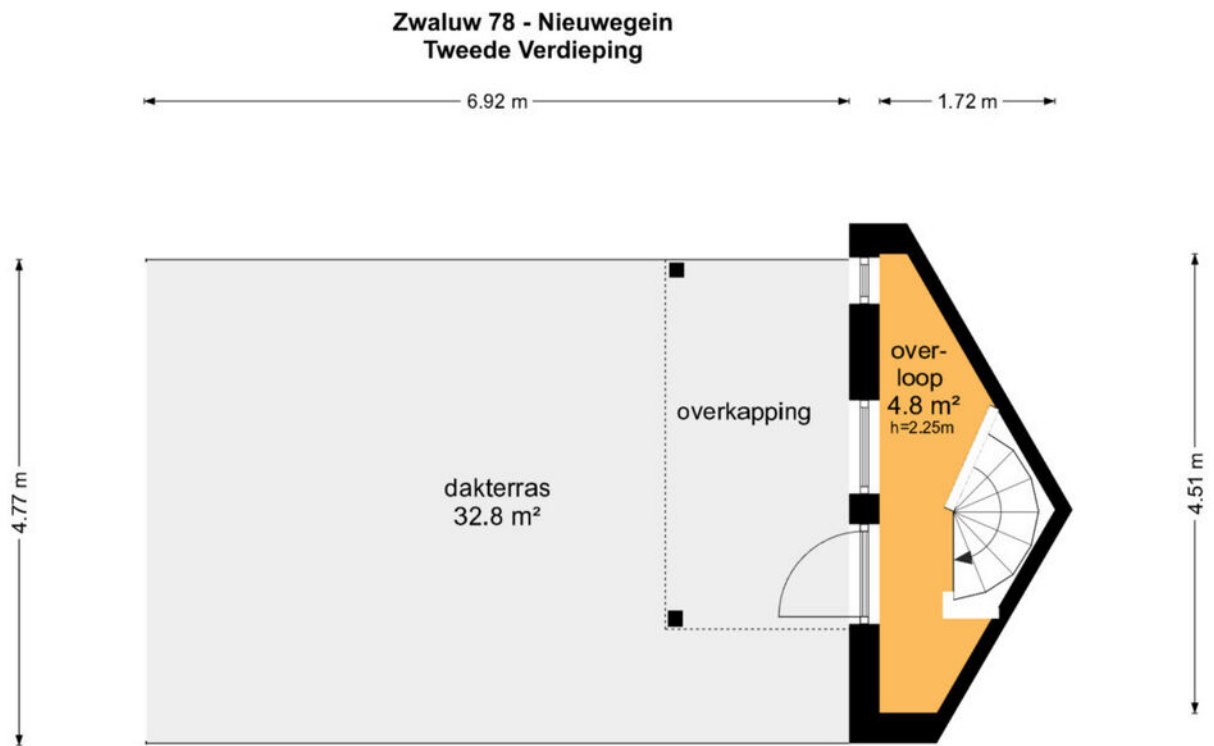 Zwaluw 78 - Nieuwegein
Tweede Verdieping
6.92 m
1.72 m
4.77 m
dakterras
32.8 m²
overkapping
over-
loop
4.8 m²
h=2.25m
4.51 m